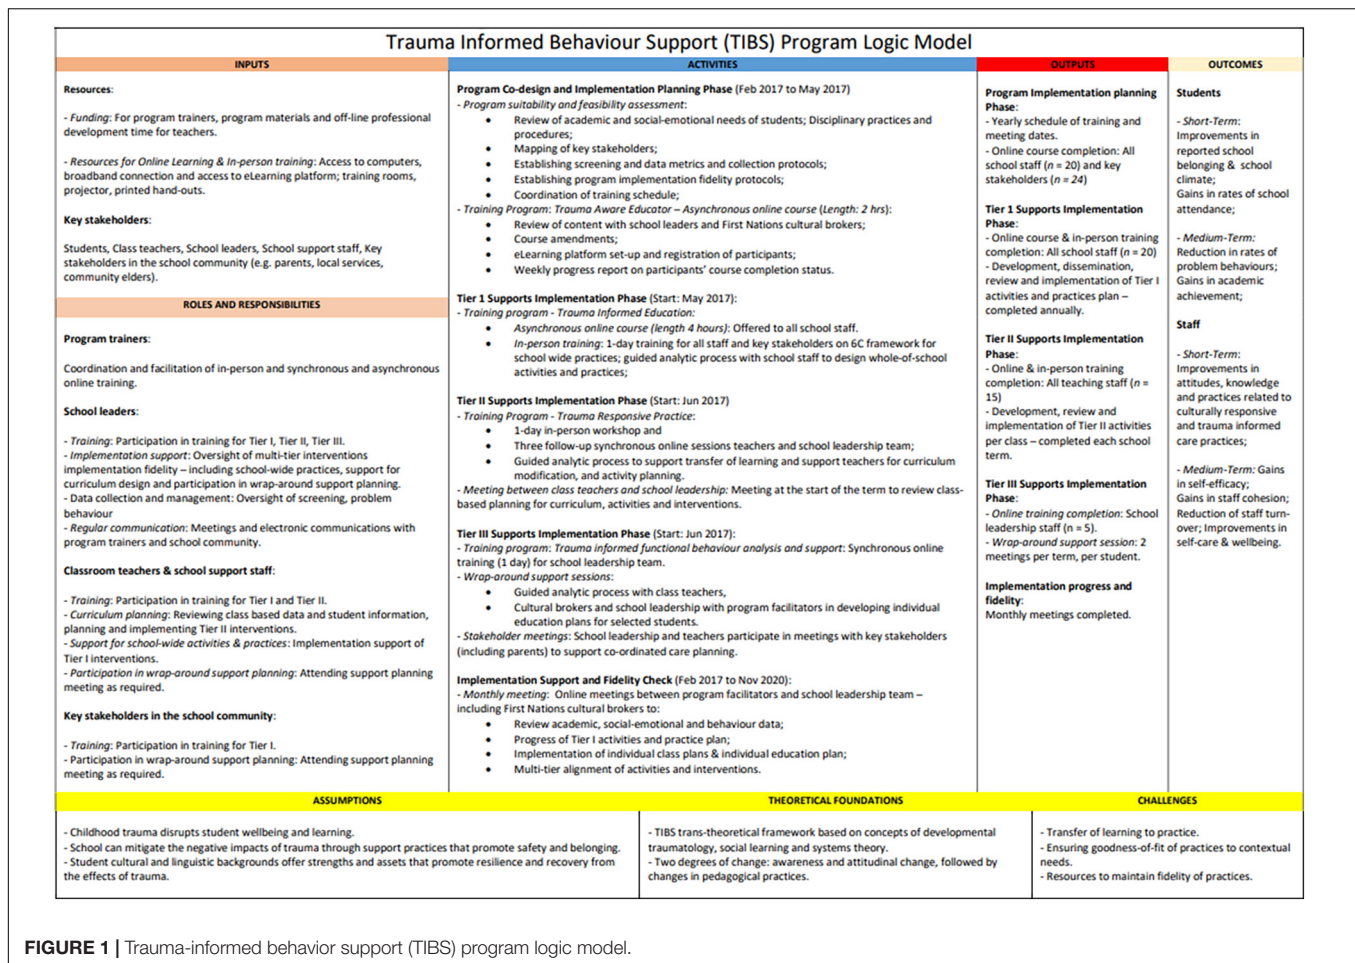 Trauma Informed Behaviour Support (TIBS) Program Logic Model
INPUTS
Resources:
- Funding: For program trainers, program materials and off-line professional
development time for teachers.
- Resources for Online Learning & In-person training: Access to computers,
broadband connection and access to eLearning platform; training rooms,
projector, printed hand-outs.
Key stakeholders:
Students, Class teachers, School leaders, School support staff, Key
stakeholders in the school community (e.g. parents, local services,
community elders).
ROLES AND RESPONSIBILITIES
Program trainers:
Coordination and facilitation of in-person and synchronous and asynchronous
online training.
School leaders:
- Training: Participation in training for Tier I, Tier II, Tier III.
- Implementation support: Oversight of multi-tier interventions
implementation fidelity – including school-wide practices, support for
curriculum design and participation in wrap-around support planning.
- Data collection and management: Oversight of screening, problem
behaviour
- Regular communication: Meetings and electronic communications with
program trainers and school community.
Classroom teachers & school support staff:
- Training: Participation in training for Tier I and Tier II.
- Curriculum planning: Reviewing class based data and student information,
planning and implementing Tier II interventions.
- Support for school-wide activities & practices: Implementation support of
Tier I interventions.
- Participation in wrap-around support planning: Attending support planning
meeting as required.
Key stakeholders in the school community:
- Training: Participation in training for Tier I.
- Participation in wrap-around support planning: Attending support planning
meeting as required.
ACTIVITIES
Program Co-design and Implementation Planning Phase (Feb 2017 to May 2017)
- Program suitability and feasibility assessment:
• Review of academic and social-emotional needs of students; Disciplinary practices and
procedures;
• Mapping of key stakeholders;
• Establishing screening and data metrics and collection protocols;
• Establishing program implementation fidelity protocols;
• Coordination of training schedule;
- Training Program: Trauma Aware Educator – Asynchronous online course (Length: 2 hrs):
• Review of content with school leaders and First Nations cultural brokers;
• Course amendments;
• eLearning platform set-up and registration of participants;
• Weekly progress report on participants' course completion status.
Tier 1 Supports Implementation Phase (Start: May 2017):
- Training program - Trauma Informed Education:
• Asynchronous online course (length 4 hours): Offered to all school staff.
• In-person training: 1-day training for all staff and key stakeholders on 6C framework for
school wide practices; guided analytic process with school staff to design whole-of-school
activities and practices;
Tier II Supports Implementation Phase (Start: Jun 2017)
- Training Program - Trauma Responsive Practice:
• 1-day in-person workshop and
• Three follow-up synchronous online sessions teachers and school leadership team;
• Guided analytic process to support transfer of learning and support teachers for curriculum
modification, and activity planning.
- Meeting between class teachers and school leadership: Meeting at the start of the term to review class-
based planning for curriculum, activities and interventions.
Tier III Supports Implementation Phase (Start: Jun 2017):
- Training program: Trauma informed functional behaviour analysis and support: Synchronous online
training (1 day) for school leadership team.
- Wrap-around support sessions:
• Guided analytic process with class teachers,
• Cultural brokers and school leadership with program facilitators in developing individual
education plans for selected students.
- Stakeholder meetings: School leadership and teachers participate in meetings with key stakeholders
(including parents) to support co-ordinated care planning.
Implementation Support and Fidelity Check (Feb 2017 to Nov 2020):
- Monthly meeting: Online meetings between program facilitators and school leadership team –
including First Nations cultural brokers to:
• Review academic, social-emotional and behaviour data;
• Progress of Tier I activities and practice plan;
• Implementation of individual class plans & individual education plan;
• Multi-tier alignment of activities and interventions.
OUTPUTS
Program Implementation planning
Phase:
- Yearly schedule of training and
meeting dates.
- Online course completion: All
school staff (n = 20) and key
stakeholders (n = 24)
Tier 1 Supports Implementation
Phase:
- Online course & in-person training
completion: All school staff (n = 20)
- Development, dissemination,
review and implementation of Tier I
activities and practices plan –
completed annually.
Tier II Supports Implementation
Phase:
- Online & in-person training
completion: All teaching staff (n =
15)
- Development, review and
implementation of Tier II activities
per class – completed each school
term.
Tier III Supports Implementation
Phase:
- Online training completion: School
leadership staff (n = 5).
- Wrap-around support session: 2
meetings per term, per student.
Implementation progress and
fidelity:
Monthly meetings completed.
OUTCOMES
Students
- Short-Term:
Improvements in
reported school
belonging & school
climate;
Gains in rates of school
attendance;
- Medium-Term:
Reduction in rates of
problem behaviours;
Gains in academic
achievement;
Staff
- Short-Term:
Improvements in
attitudes, knowledge
and practices related to
culturally responsive
and trauma informed
care practices;
- Medium-Term: Gains
in self-efficacy;
Gains in staff cohesion;
Reduction of staff turn-
over; Improvements in
self-care & wellbeing.
ASSUMPTIONS
- Childhood trauma disrupts student wellbeing and learning.
- School can mitigate the negative impacts of trauma through support practices that promote safety and belonging.
- Student cultural and linguistic backgrounds offer strengths and assets that promote resilience and recovery from
the effects of trauma.
THEORETICAL FOUNDATIONS
- TIBS trans-theoretical framework based on concepts of developmental
traumatology, social learning and systems theory.
- Two degrees of change: awareness and attitudinal change, followed by
changes in pedagogical practices.
CHALLENGES
- Transfer of learning to practice.
- Ensuring goodness-of-fit of practices to contextual
needs.
- Resources to maintain fidelity of practices.
FIGURE 1 | Trauma-informed behavior support (TIBS) program logic model.